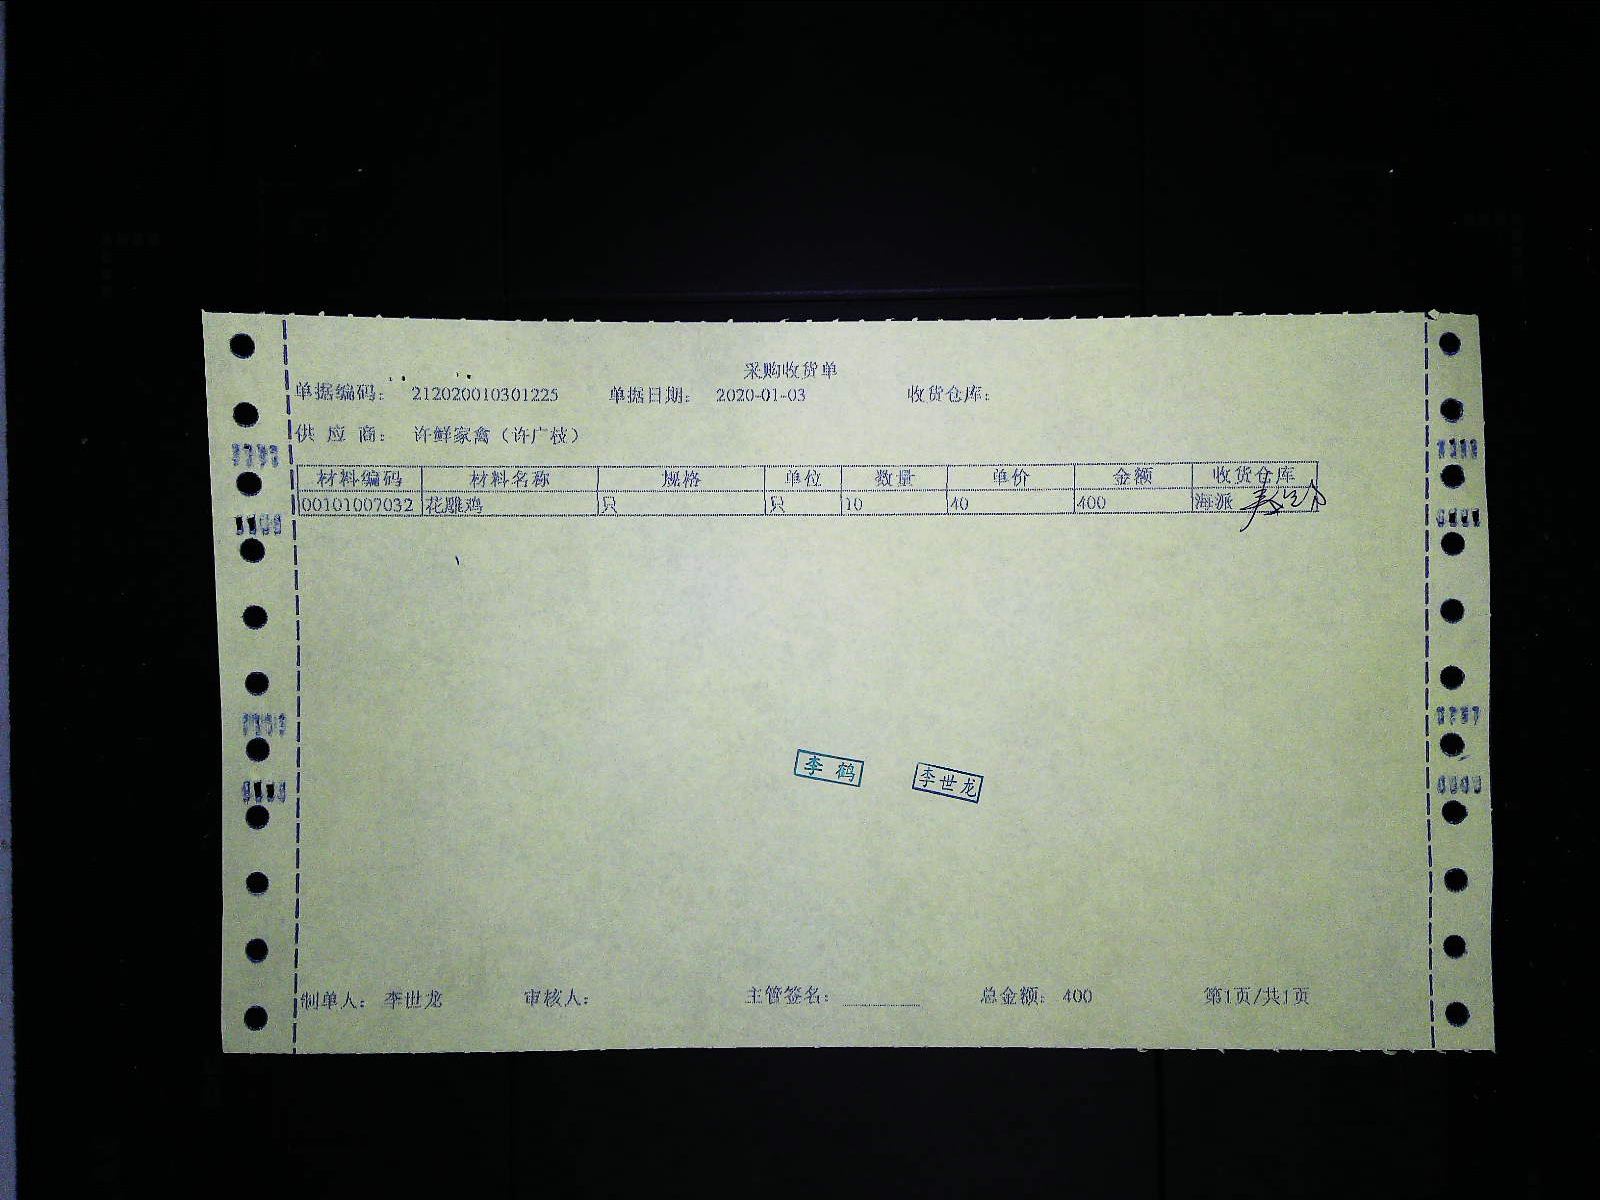 采购收货单
单据编码: 212020010301225 单据日期: 2020-01-03 收货仓库:
供 应 商: 许鲜家禽(许广枝)
材料编码 材料名称 规格 单位 数量 单价 金额 收货仓库
00101007032 花雕鸡 只 只 10 40 400 海派
李鹤 李世龙
制单人: 李世龙 审核人: 主管签名: 总金额: 400 第1页/共1页